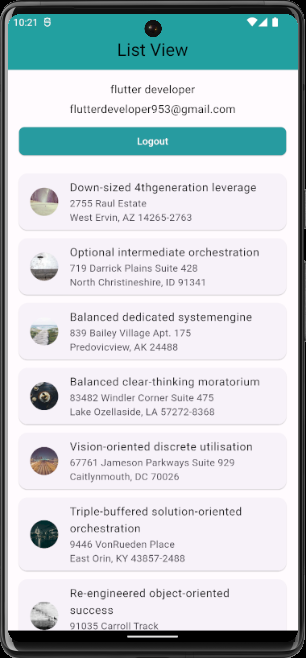 10:21
List View
flutter developer
flutterdeveloper953@gmail.com
Logout
Down-sized 4thgeneration leverage
2755 Raul Estate
West Ervin, AZ 14265-2763
Optional intermediate orchestration
719 Darrick Plains Suite 428
North Christineshire, ID 91341
Balanced dedicated systemengine
839 Bailey Village Apt. 175
Predovicview, AK 24488
Balanced clear-thinking moratorium
83482 Windler Corner Suite 475
Lake Ozellaside, LA 57272-8368
Vision-oriented discrete utilisation
67761 Jameson Parkways Suite 929
Caitlynmouth, DC 70026
Triple-buffered solution-oriented
orchestration
9446 VonRueden Place
East Orin, KY 43857-2488
Re-engineered object-oriented
success
91035 Carroll Track